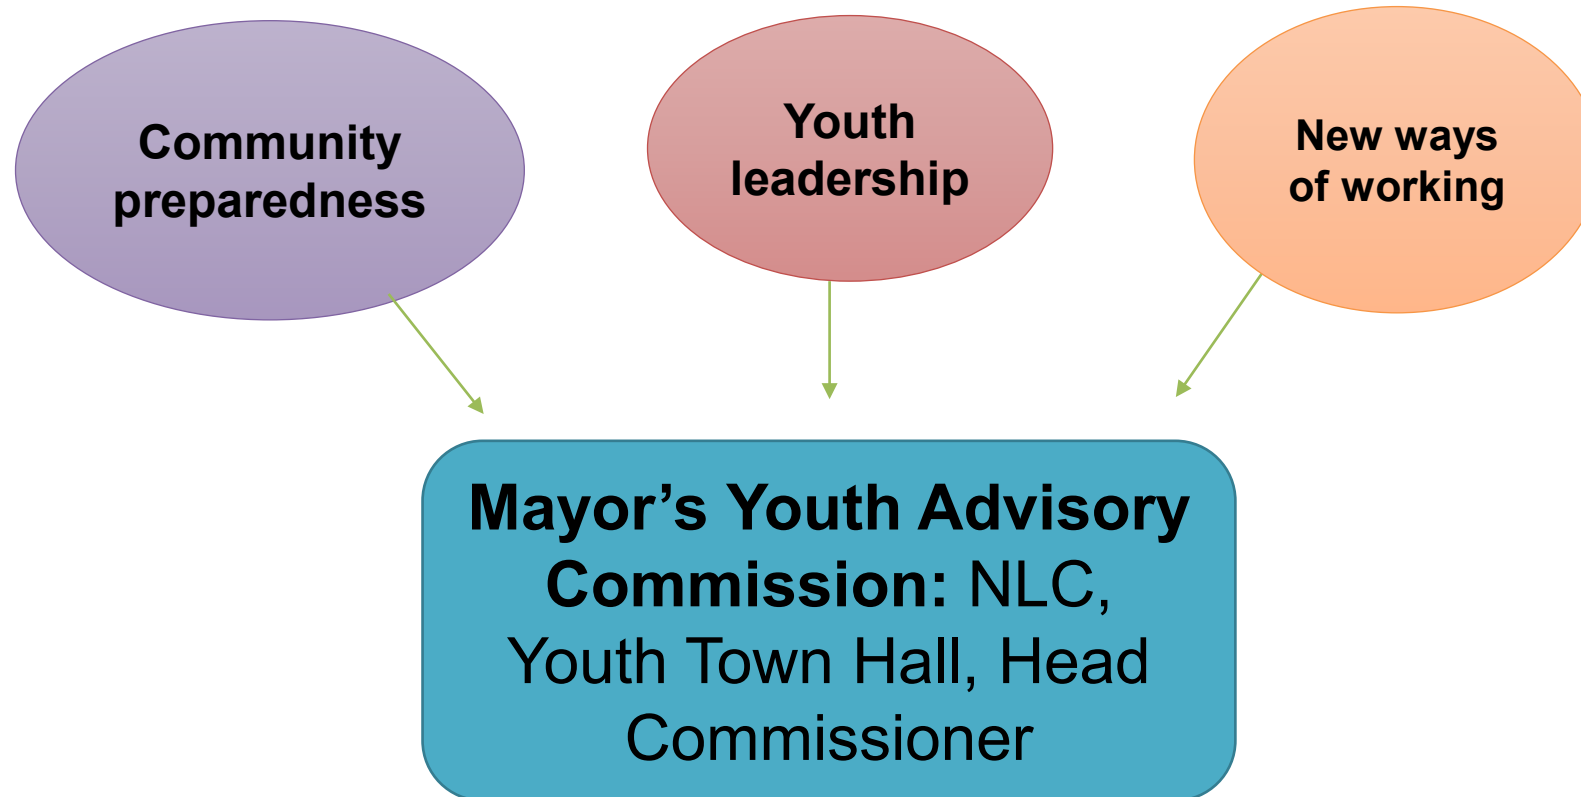 Community
preparedness
Youth
leadership
New ways
of working
Mayor’s Youth Advisory
Commission: NLC,
Youth Town Hall, Head
Commissioner